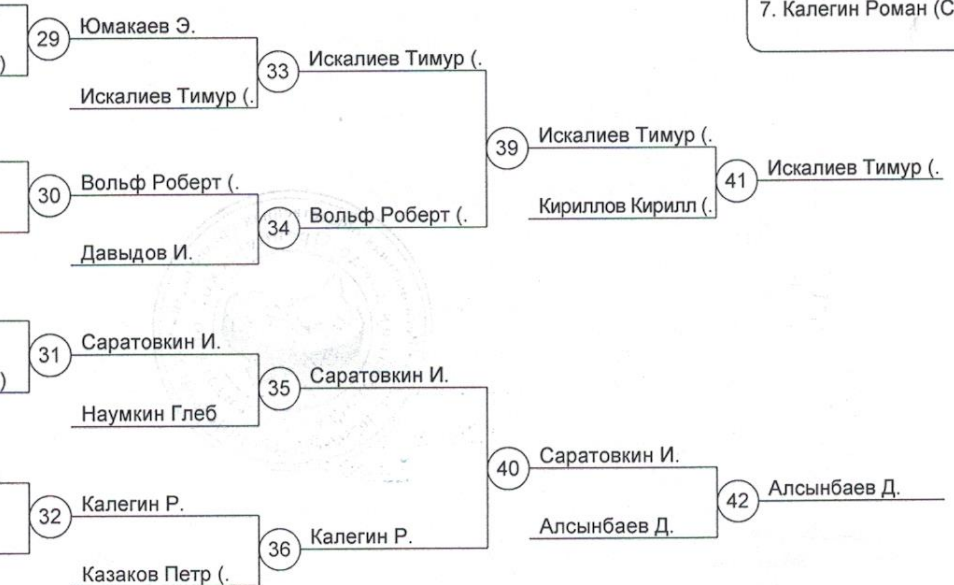 7. Калегин Роман (С
29 Юмакаев Э.
)
33 Искалиев Тимур (.
Искалиев Тимур (.
39 Искалиев Тимур (.
41 Искалиев Тимур (.
30 Вольф Роберт (.
34 Вольф Роберт (.
Кириллов Кирилл (.
Давыдов И.
31 Саратовкин И.
)
35 Саратовкин И.
Наумкин Глеб
40 Саратовкин И.
42 Алсынбаев Д.
32 Калегин Р.
36 Калегин Р.
Алсынбаев Д.
Казаков Петр (.